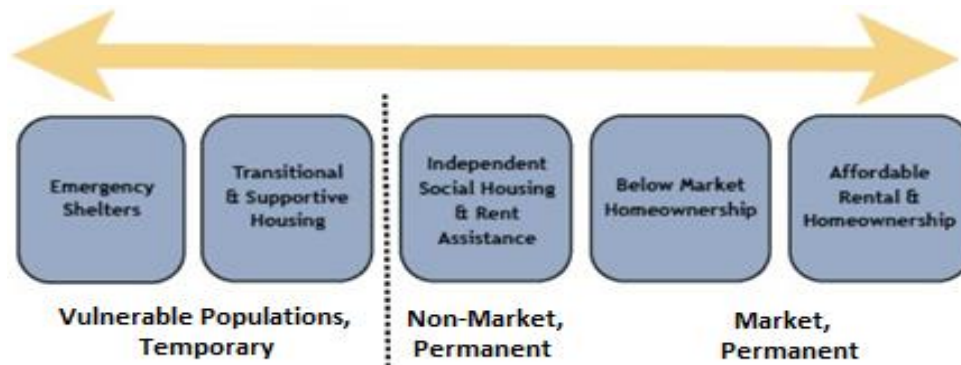 Emergency
Shelters
Transitional
& Supportive
Housing
Independent
Social Housing
& Rent
Assistance
Below Market
Homeownership
Affordable
Rental &
Homeownership
Vulnerable Populations,
Temporary
Non-Market,
Permanent
Market,
Permanent